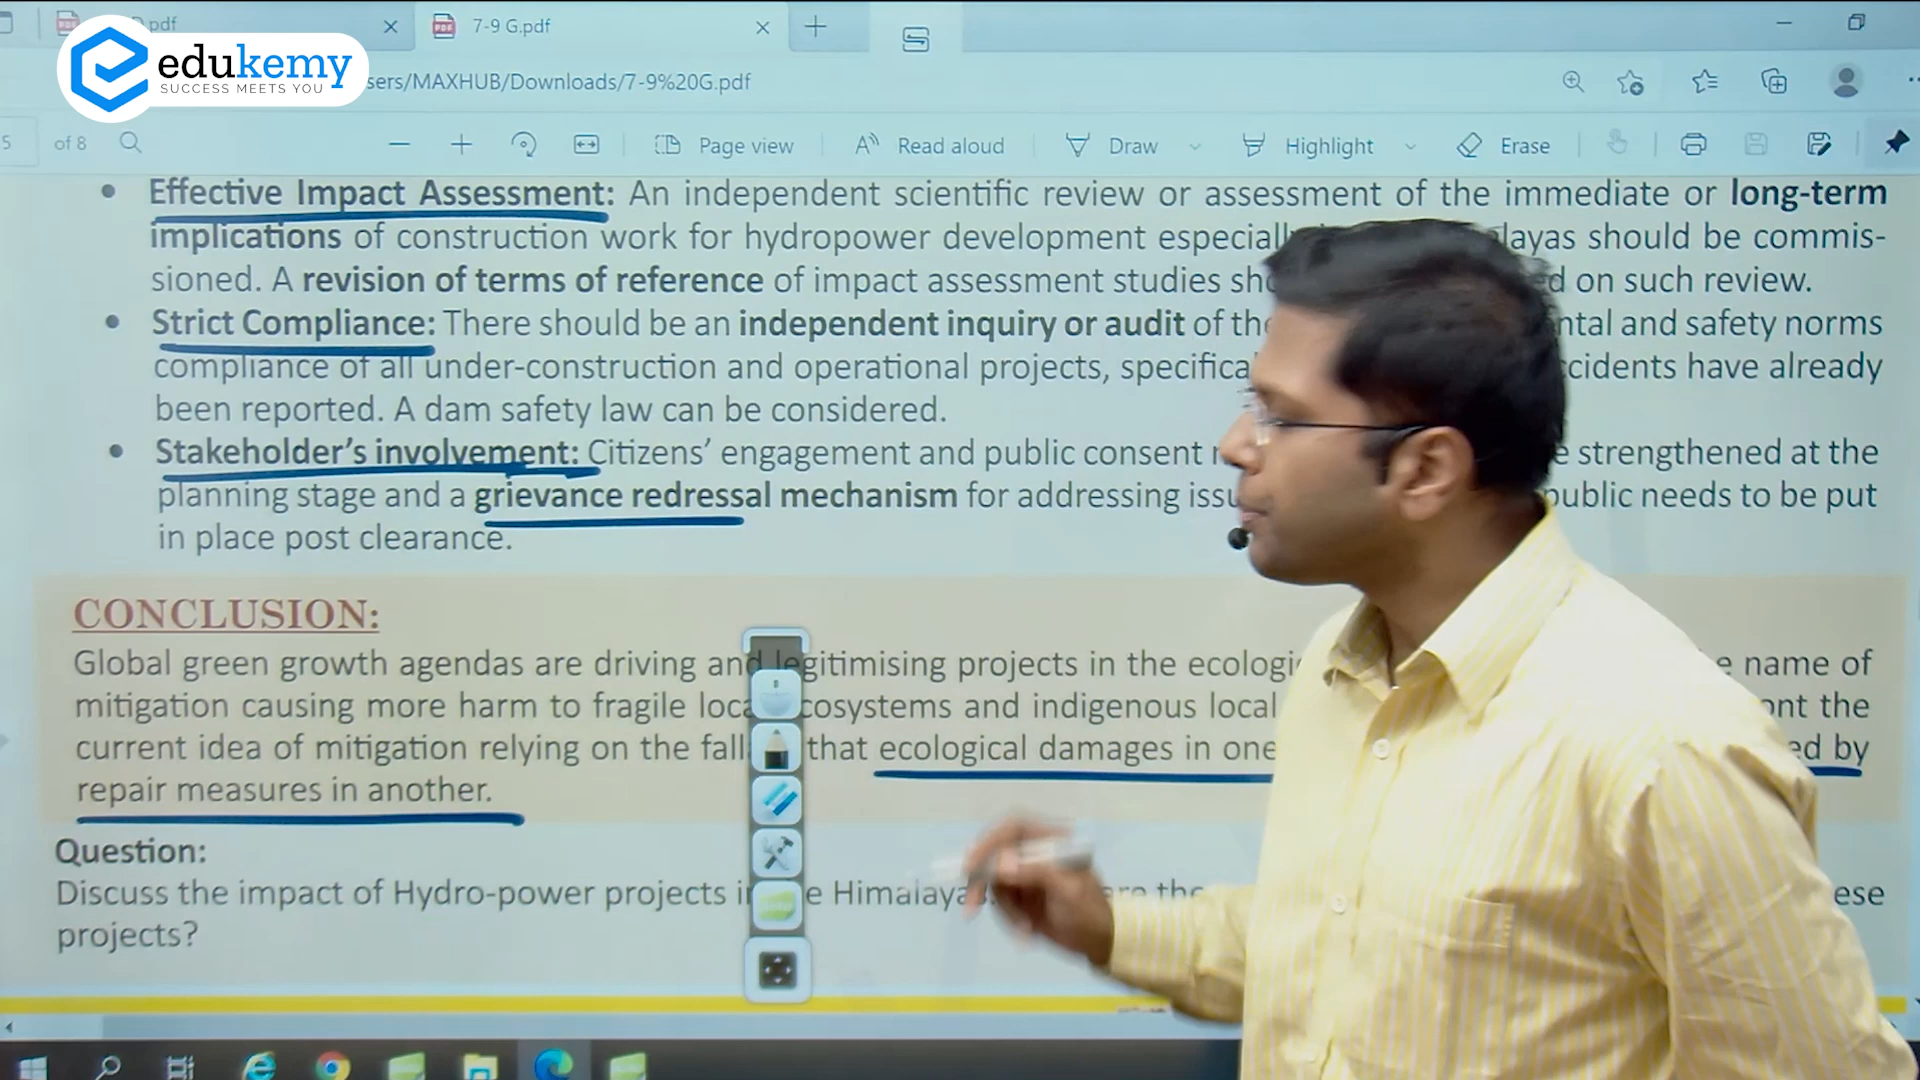 pdf
7-9 G.pdf
edukemy
SUCCESS MEETS YOU
sers/MAXHUB/Downloads/7-9%20G.pdf
5 of 8
Page view
Read aloud
Draw
Highlight
Erase
• Effective Impact Assessment: An independent scientific review or assessment of the immediate or long-term
implications of construction work for hydropower development especiall layas should be commis-
sioned. A revision of terms of reference of impact assessment studies sho d on such review.
• Strict Compliance: There should be an independent inquiry or audit of the ntal and safety norms
compliance of all under-construction and operational projects, specifica ccidents have already
been reported. A dam safety law can be considered.
• Stakeholder's involvement: Citizens' engagement and public consent e strengthened at the
planning stage and a grievance redressal mechanism for addressing issu public needs to be put
in place post clearance.
CONCLUSION:
Global green growth agendas are driving and legitimising projects in the ecologi e name of
mitigation causing more harm to fragile loca cosystems and indigenous local ont the
current idea of mitigation relying on the fall that ecological damages in one ed by
repair measures in another.
Question:
Discuss the impact of Hydro-power projects i e Himalayas. are the ese
projects?